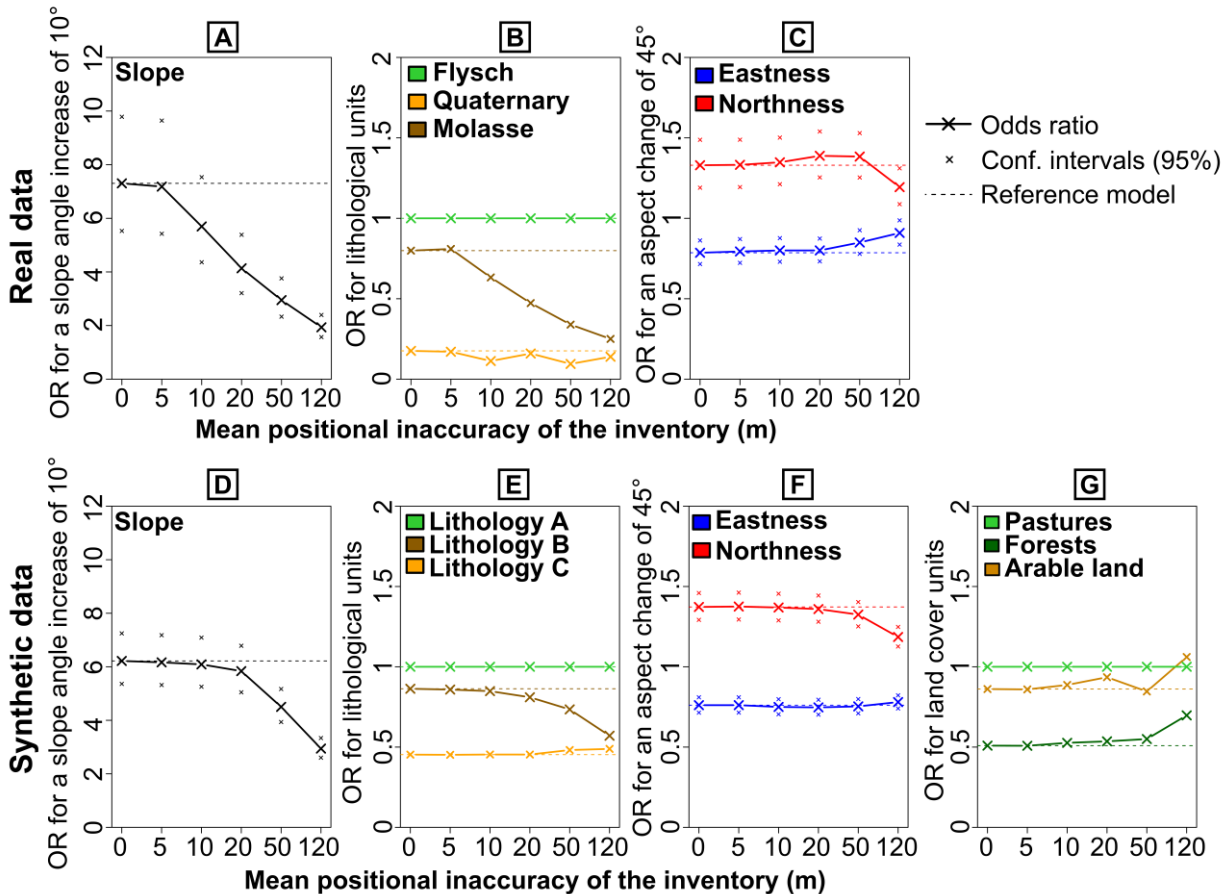 A
B
C
Real data
OR for a slope angle increase of 10°
0 2 4 6 8 10 12
Slope
0 5 10 20 50 120
OR for lithological units
0 0.5 1 1.5 2
Flysch
Quaternary
Molasse
0 5 10 20 50 120
OR for an aspect change of 45°
0 0.5 1 1.5 2
Eastness
Northness
0 5 10 20 50 120
Odds ratio
Conf. intervals (95%)
Reference model
Mean positional inaccuracy of the inventory (m)
D
E
F
G
Synthetic data
OR for a slope angle increase of 10°
0 2 4 6 8 10 12
Slope
0 5 10 20 50 120
OR for lithological units
0 0.5 1 1.5 2
Lithology A
Lithology B
Lithology C
0 5 10 20 50 120
OR for an aspect change of 45°
0 0.5 1 1.5 2
Eastness
Northness
0 5 10 20 50 120
OR for land cover units
0 0.5 1 1.5 2
Pastures
Forests
Arable land
0 5 10 20 50 120
Mean positional inaccuracy of the inventory (m)